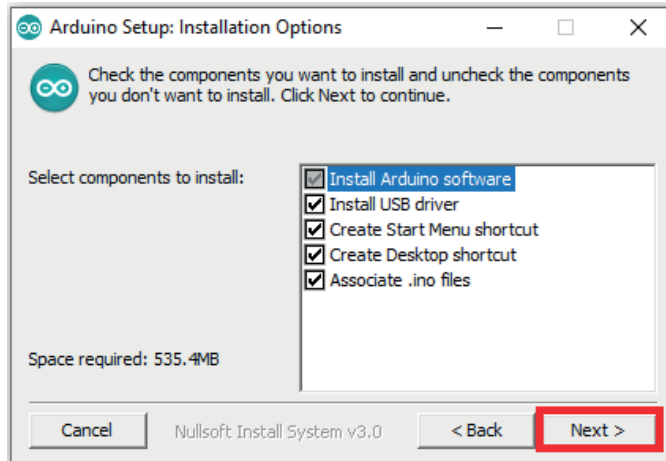 Arduino Setup: Installation Options
Check the components you want to install and uncheck the components
you don't want to install. Click Next to continue.
Select components to install:
Install Arduino software
Install USB driver
Create Start Menu shortcut
Create Desktop shortcut
Associate .ino files
Space required: 535.4MB
Cancel
Nullsoft Install System v3.0
< Back
Next >